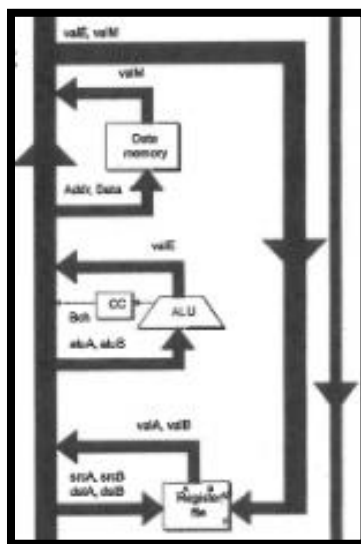 valE, valM
valM
Data
memory
Addr, Data
valE
CC
ALU
Bch
aluA, aluB
valA, valB
srcA, srcB
dstA, dstB
A B
Register
file